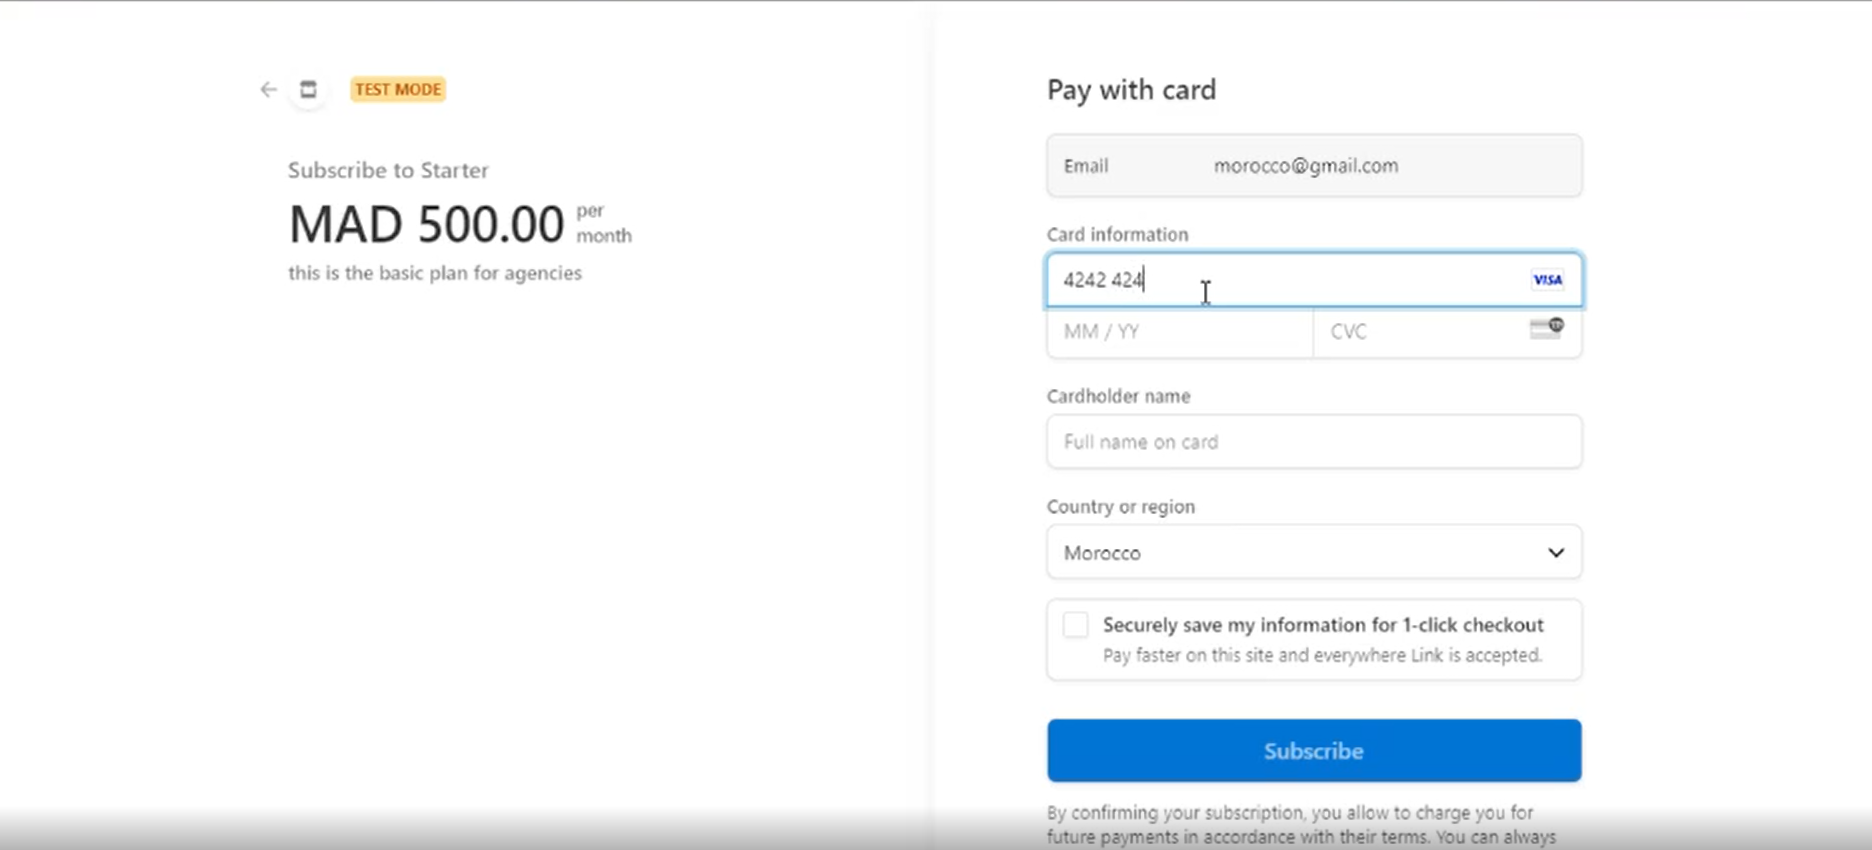 TEST MODE
Subscribe to Starter
MAD 500.00 per month
this is the basic plan for agencies
Pay with card
Email morocco@gmail.com
Card information
4242 424 VISA
MM / YY CVC
Cardholder name
Full name on card
Country or region
Morocco
Securely save my information for 1-click checkout
Pay faster on this site and everywhere Link is accepted.
Subscribe
By confirming your subscription, you allow to charge you for
future payments in accordance with their terms. You can always